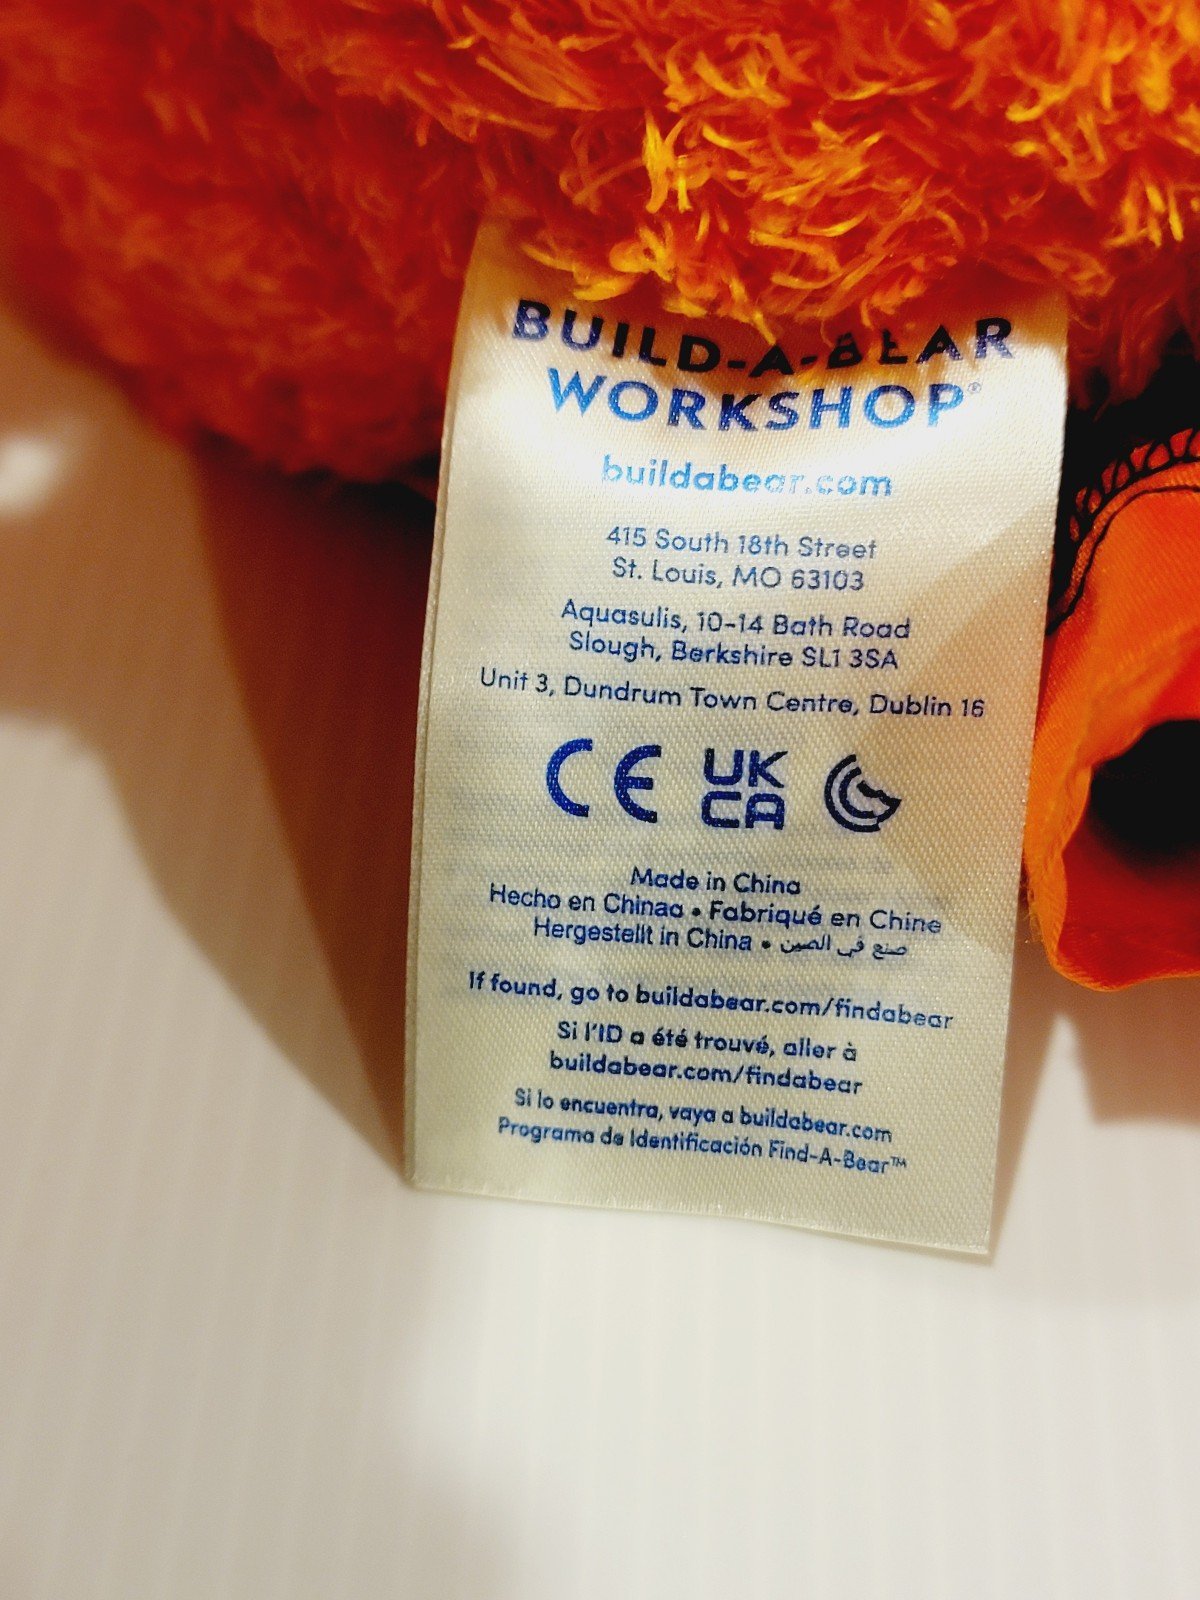 BUILD-A-BEAR
WORKSHOP®
buildabear.com
415 South 18th Street
St. Louis, MO 63103
Aquasulis, 10-14 Bath Road
Slough, Berkshire SL1 3SA
Unit 3, Dundrum Town Centre, Dublin 16
CE UK
CA
Made in China
Hecho en Chinaa • Fabriqué en Chine
Hergestellt in China • صنع في الصين
If found, go to buildabear.com/findabear
Si l'ID a été trouvé, aller à
buildabear.com/findabear
Si lo encuentra, vaya a buildabear.com
Programa de Identificación Find-A-Bear™